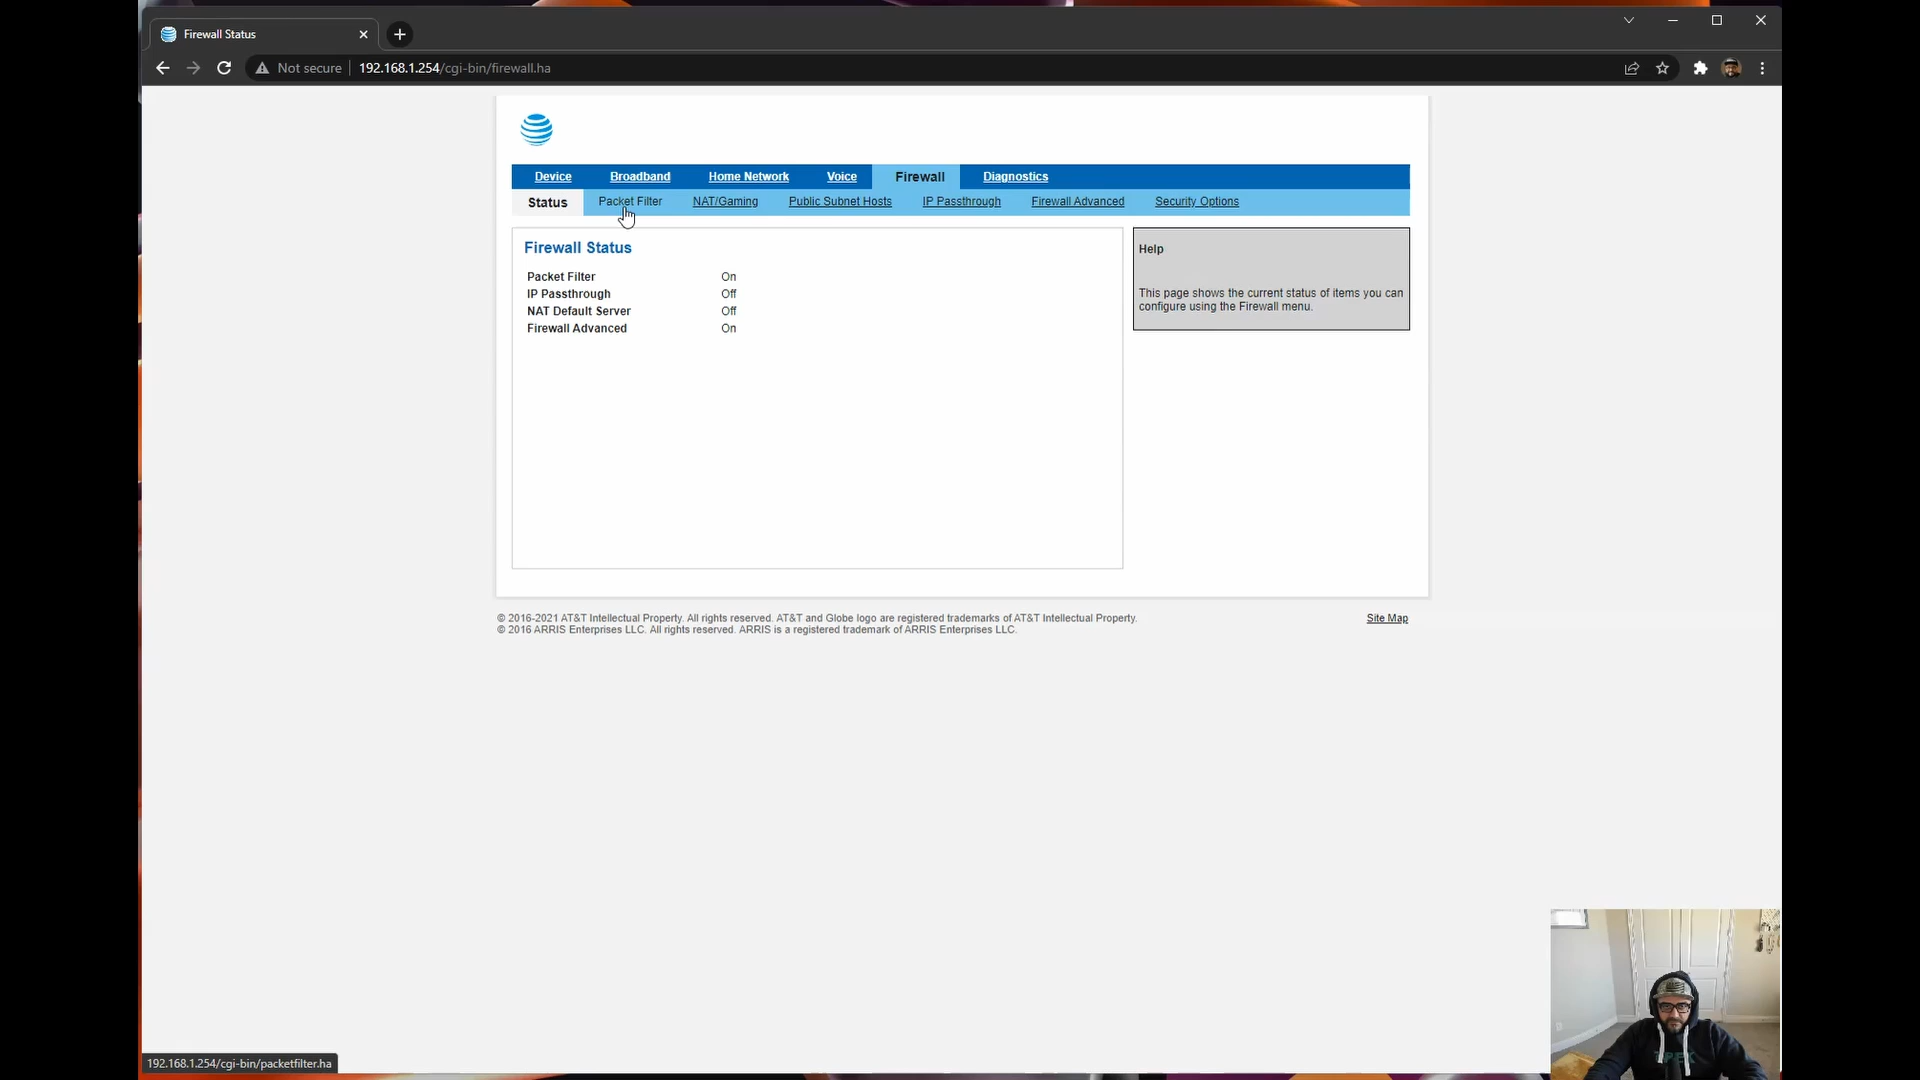 Firewall Status
Not secure
192.168.1.254/cgi-bin/firewall.ha
Device Broadband Home Network Voice Firewall Diagnostics
Status Packet Filter NAT/Gaming Public Subnet Hosts IP Passthrough Firewall Advanced Security Options
Firewall Status
Packet Filter On
IP Passthrough Off
NAT Default Server Off
Firewall Advanced On
Help
This page shows the current status of items you can
configure using the Firewall menu.
© 2016-2021 AT&T Intellectual Property. All rights reserved. AT&T and Globe logo are registered trademarks of AT&T Intellectual Property.
© 2016 ARRIS Enterprises LLC. All rights reserved. ARRIS is a registered trademark of ARRIS Enterprises LLC.
Site Map
192.168.1.254/cgi-bin/packetfilter.ha